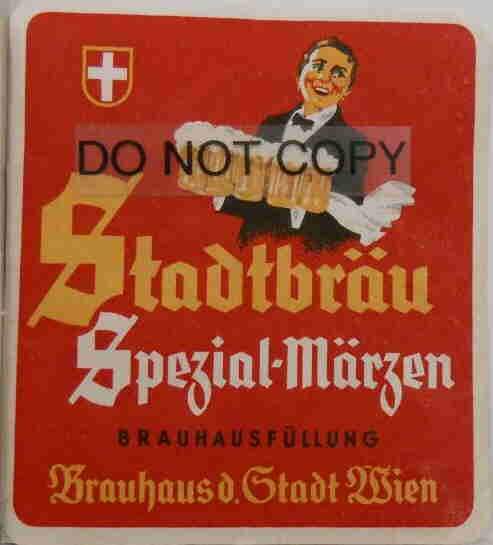 DO NOT COPY
Stadtbräu
Spezial-Märzen
BRAUHAUSFÜLLUNG
Brauhaus d. Stadt Wien